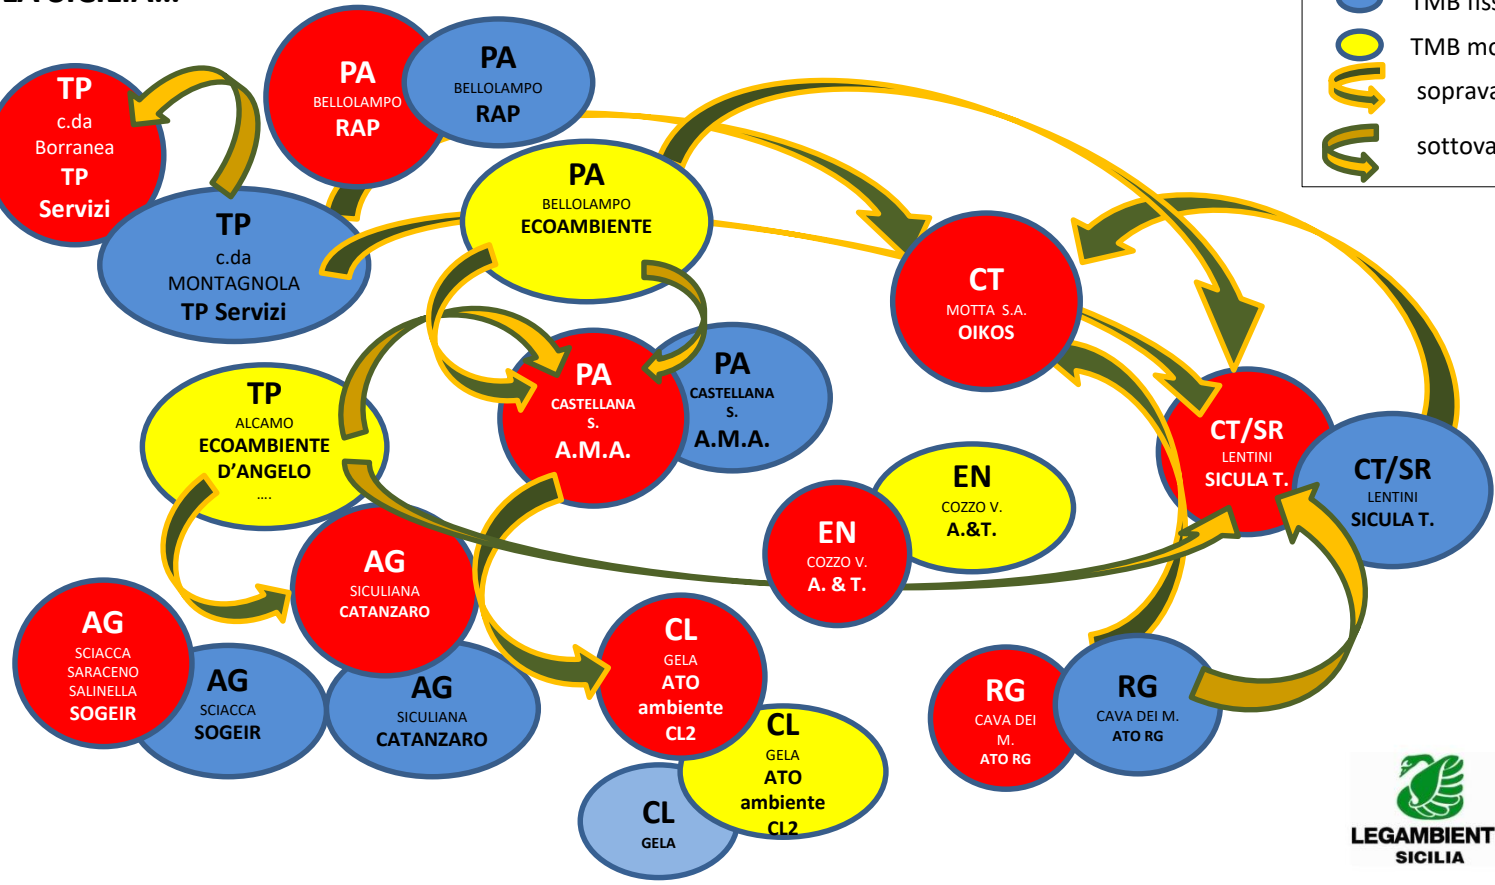 TMB
TMB
soprava
sottova
TP
c.da
Borranea
TP
Servizi
PA
BELLOLAMPO
RAP
PA
BELLOLAMPO
RAP
PA
BELLOLAMPO
ECOAMBIENTE
TP
c.da
MONTAGNOLA
TP Servizi
CT
MOTTA S.A.
OIKOS
PA
CASTELLANA
S.
A.M.A.
PA
CASTELLANA
S.
A.M.A.
TP
ALCAMO
ECOAMBIENTE
D'ANGELO
....
CT/SR
LENTINI
SICULA T.
CT/SR
LENTINI
SICULA T.
EN
COZZO V.
A.&T.
EN
COZZO V.
A. & T.
AG
SICULIANA
CATANZARO
AG
SCIACCA
SARACENO
SALINELLA
SOGEIR
AG
SCIACCA
SOGEIR
AG
SICULIANA
CATANZARO
CL
GELA
ATO
ambiente
CL2
CL
GELA
ATO
ambiente
CL2
CL
GELA
RG
CAVA DEI
M.
ATO RG
RG
CAVA DEI M.
ATO RG
LEGAMBIENT
SICILIA